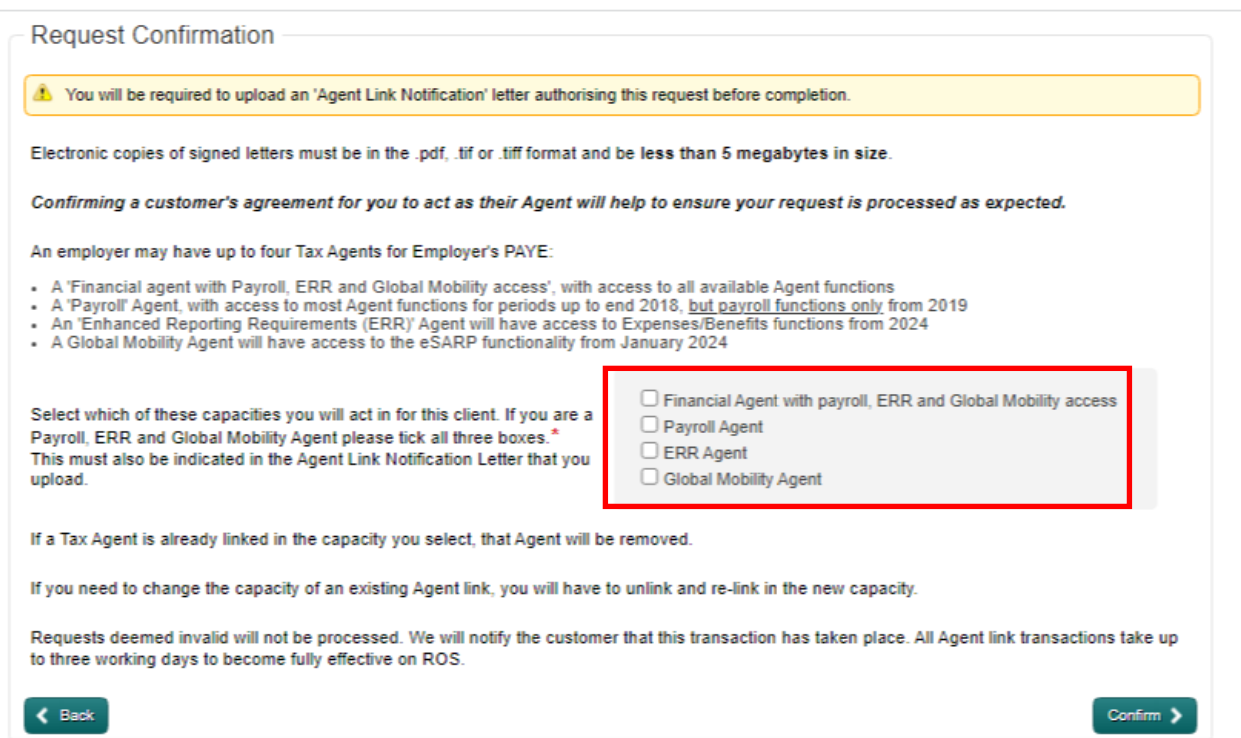 Request Confirmation
You will be required to upload an 'Agent Link Notification' letter authorising this request before completion.
Electronic copies of signed letters must be in the .pdf, .tif or .tiff format and be less than 5 megabytes in size.
Confirming a customer's agreement for you to act as their Agent will help to ensure your request is processed as expected.
An employer may have up to four Tax Agents for Employer's PAYE:
• A 'Financial agent with Payroll, ERR and Global Mobility access', with access to all available Agent functions
• A 'Payroll' Agent, with access to most Agent functions for periods up to end 2018, but payroll functions only from 2019
• An 'Enhanced Reporting Requirements (ERR)' Agent will have access to Expenses/Benefits functions from 2024
• A Global Mobility Agent will have access to the eSARP functionality from January 2024
Select which of these capacities you will act in for this client. If you are a
Payroll, ERR and Global Mobility Agent please tick all three boxes.*
This must also be indicated in the Agent Link Notification Letter that you
upload.
Financial Agent with payroll, ERR and Global Mobility access
Payroll Agent
ERR Agent
Global Mobility Agent
If a Tax Agent is already linked in the capacity you select, that Agent will be removed.
If you need to change the capacity of an existing Agent link, you will have to unlink and re-link in the new capacity.
Requests deemed invalid will not be processed. We will notify the customer that this transaction has taken place. All Agent link transactions take up
to three working days to become fully effective on ROS.
Back
Confirm